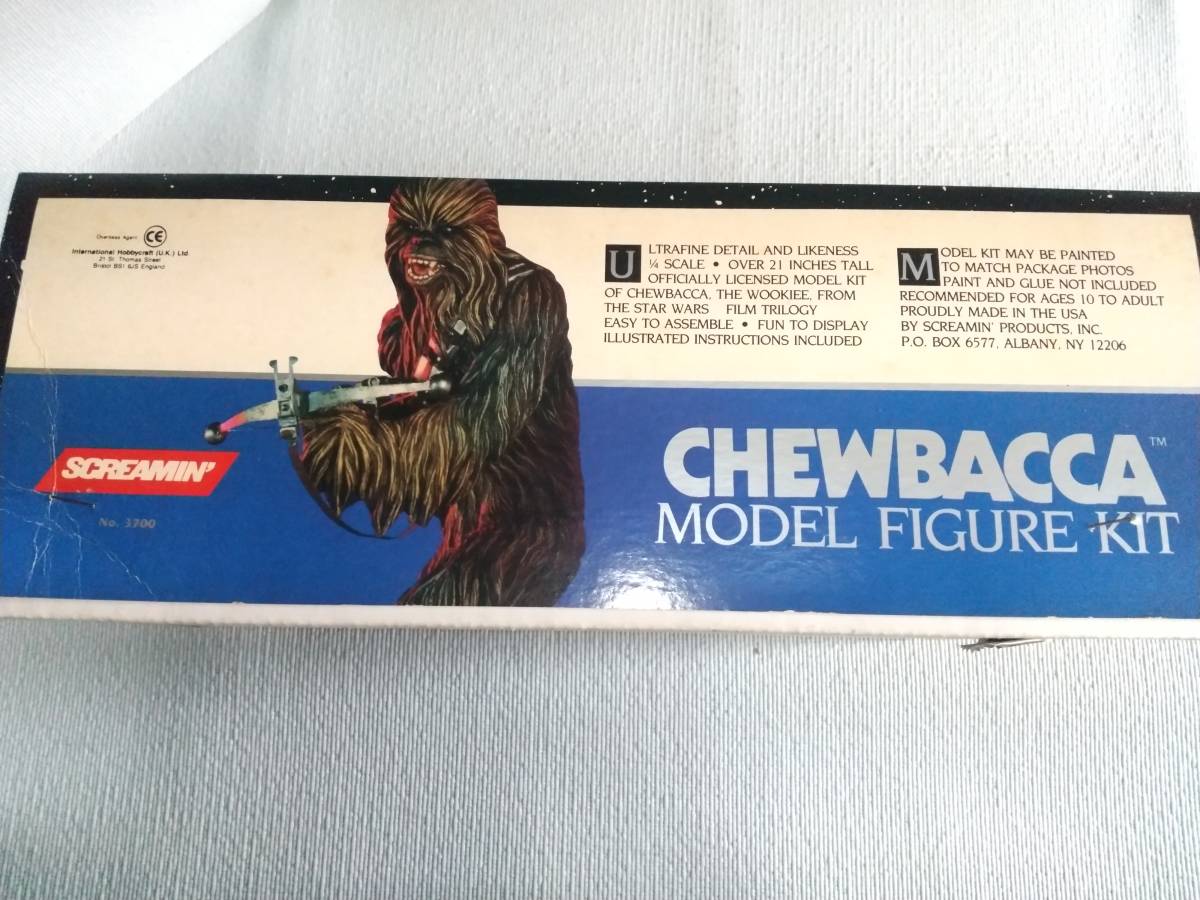 Overseas Agent CE
International Hobbycraft (U.K.) Ltd.
21 St. Thomas Street
Bristol BS1 6JS England
ULTRAFINE DETAIL AND LIKENESS
¼ SCALE • OVER 21 INCHES TALL
OFFICIALLY LICENSED MODEL KIT
OF CHEWBACCA, THE WOOKIEE, FROM
THE STAR WARS FILM TRILOGY
EASY TO ASSEMBLE • FUN TO DISPLAY
ILLUSTRATED INSTRUCTIONS INCLUDED
MODEL KIT MAY BE PAINTED
TO MATCH PACKAGE PHOTOS
PAINT AND GLUE NOT INCLUDED
RECOMMENDED FOR AGES 10 TO ADULT
PROUDLY MADE IN THE USA
BY SCREAMIN' PRODUCTS, INC.
P.O. BOX 6577, ALBANY, NY 12206
SCREAMIN'
No. 3700
CHEWBACCA™
MODEL FIGURE KIT